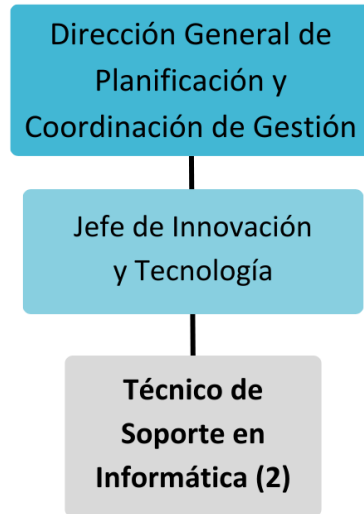 Dirección General de
Planificación y
Coordinación de Gestión
Jefe de Innovación
y Tecnología
Técnico de
Soporte en
Informática (2)